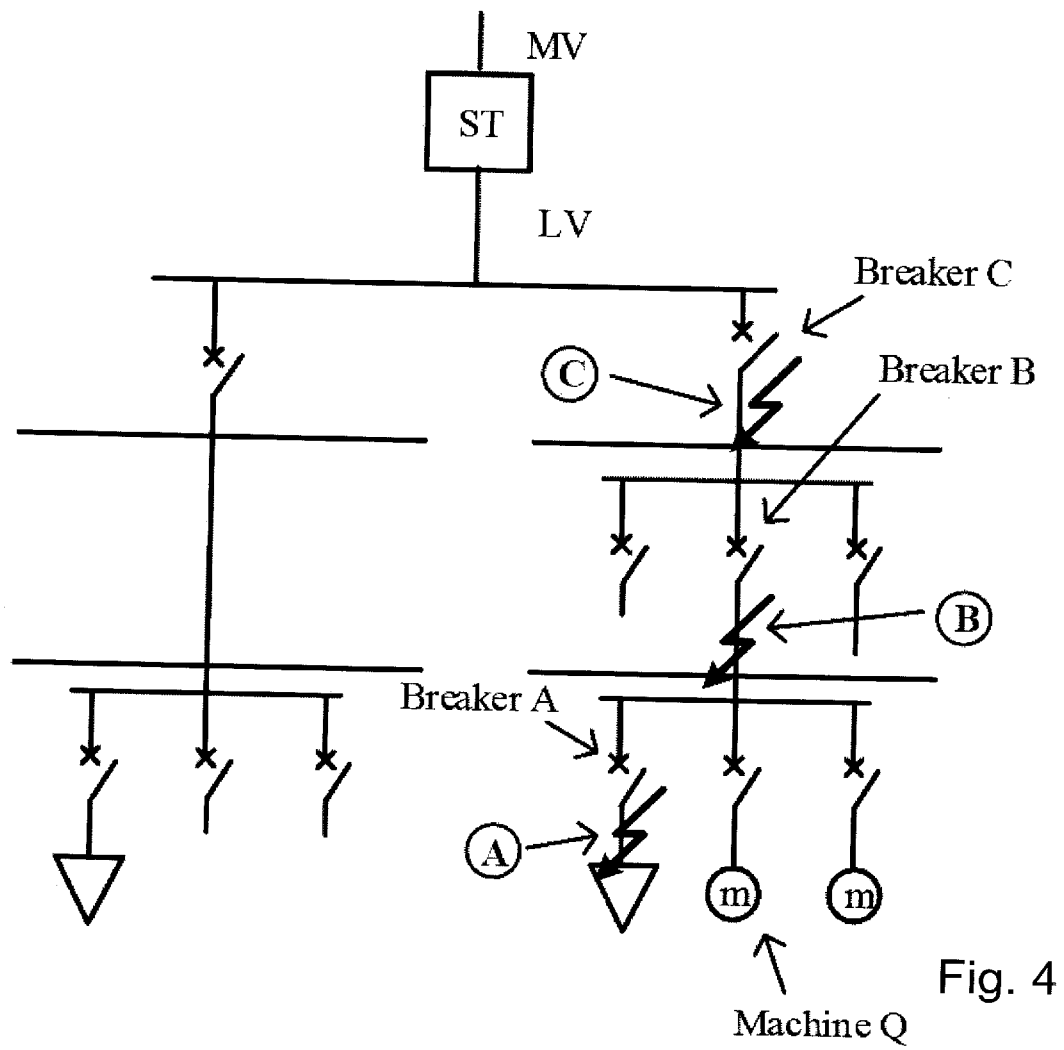 MV
ST
LV
Breaker C
C
Breaker B
B
Breaker A
A
m
m
Fig. 4
Machine Q